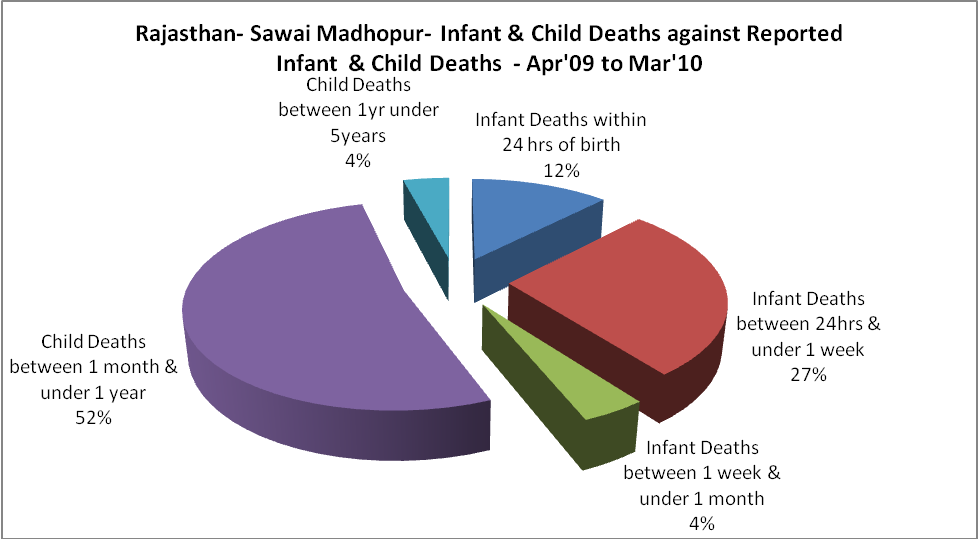 Rajasthan- Sawai Madhopur- Infant & Child Deaths against Reported
Infant & Child Deaths - Apr'09 to Mar'10
Child Deaths
between 1yr under
5years
4%
Infant Deaths within
24 hrs of birth
12%
Infant Deaths
between 24hrs &
under 1 week
27%
Infant Deaths
between 1 week &
under 1 month
4%
Child Deaths
between 1 month &
under 1 year
52%